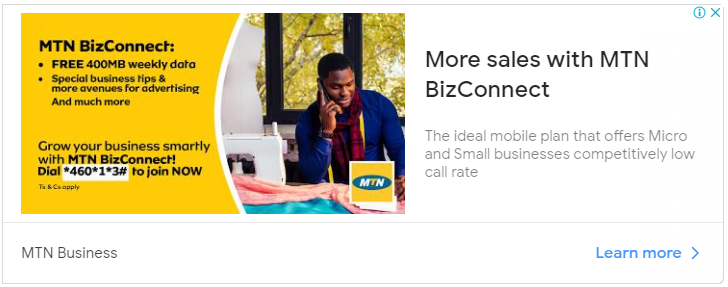 MTN BizConnect:
• FREE 400MB weekly data
• Special business tips &
more avenues for advertising
And much more
Grow your business smartly
with MTN BizConnect!
Dial *460*1*3# to join NOW
Ts & Cs apply
MTN
More sales with MTN
BizConnect
The ideal mobile plan that offers Micro
and Small businesses competitively low
call rate
MTN Business
Learn more